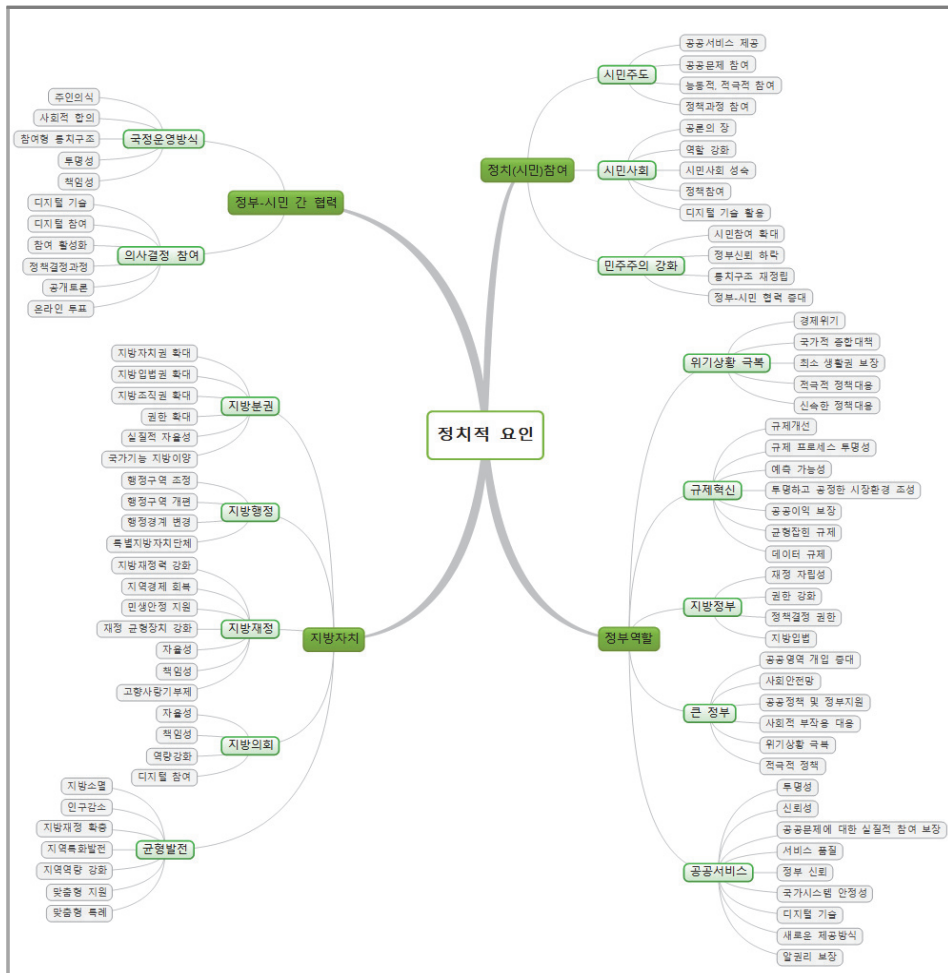 정치적 요인
정부-시민 간 협력
국정운영방식
주인의식
사회적 합의
참여형 통치구조
투명성
책임성
의사결정 참여
디지털 기술
디지털 참여
참여 활성화
정책결정과정
공개토론
온라인 투표
정치(시민)참여
시민주도
공공서비스 제공
공공문제 참여
능동적, 적극적 참여
정책과정 참여
시민사회
공론의 장
역할 강화
시민사회 성숙
정책참여
디지털 기술 활용
민주주의 강화
시민참여 확대
정부신뢰 하락
통치구조 재정립
정부-시민 협력 증대
지방자치
지방분권
지방자치권 확대
지방입법권 확대
지방조직권 확대
권한 확대
실질적 자율성
국가기능 지방이양
지방행정
행정구역 조정
행정구역 개편
행정경계 변경
특별지방자치단체
지방재정
지방재정력 강화
지역경제 회복
민생안정 지원
재정 균형장치 강화
자율성
책임성
고향사랑기부제
지방의회
자율성
책임성
역량강화
디지털 참여
균형발전
지방소멸
인구감소
지방재정 확충
지역특화발전
지역역량 강화
맞춤형 지원
맞춤형 특례
정부역할
위기상황 극복
경제위기
국가적 종합대책
최소 생활권 보장
적극적 정책대응
신속한 정책대응
규제혁신
규제개선
규제 프로세스 투명성
예측 가능성
투명하고 공정한 시장환경 조성
공공이익 보장
균형잡힌 규제
데이터 규제
지방정부
재정 자립성
권한 강화
정책결정 권한
지방입법
큰 정부
공공영역 개입 증대
사회안전망
공공정책 및 정부지원
사회적 부작용 대응
위기상황 극복
적극적 정책
공공서비스
투명성
신뢰성
공공문제에 대한 실질적 참여 보장
서비스 품질
정부 신뢰
국가시스템 안정성
디지털 기술
새로운 제공방식
알권리 보장